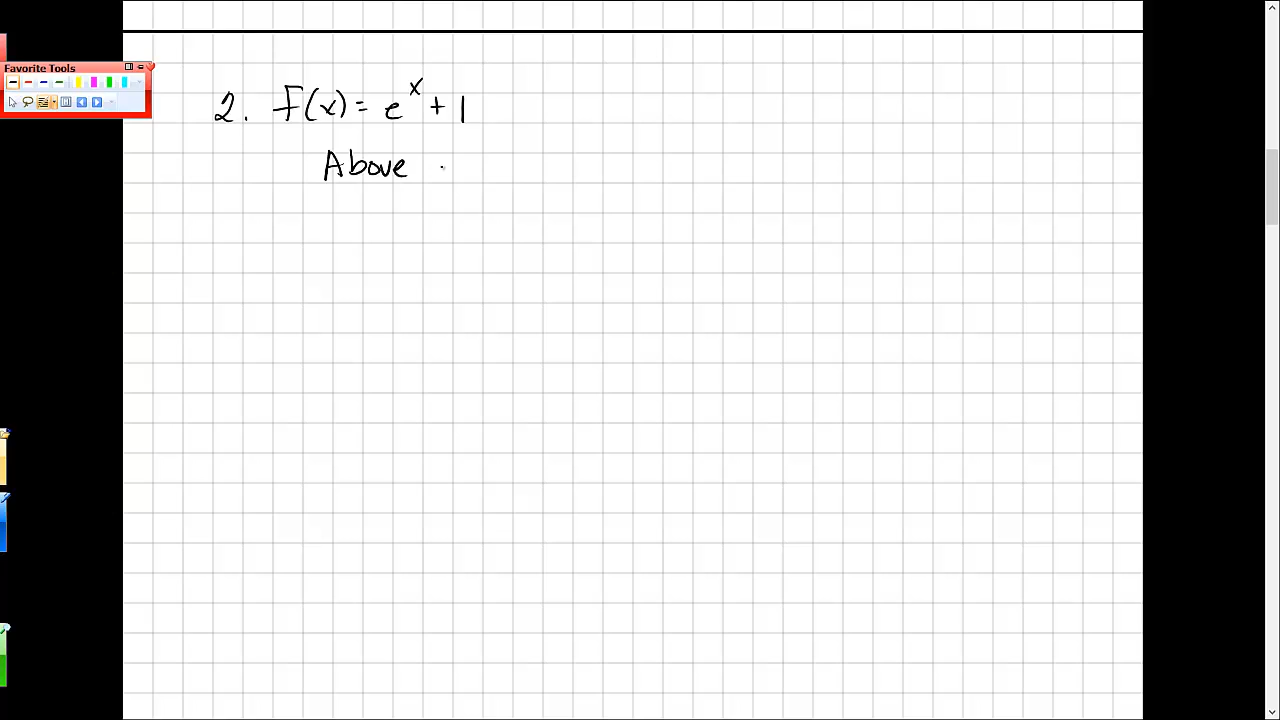 Favorite Tools
2. F(x) = e^x + 1
Above